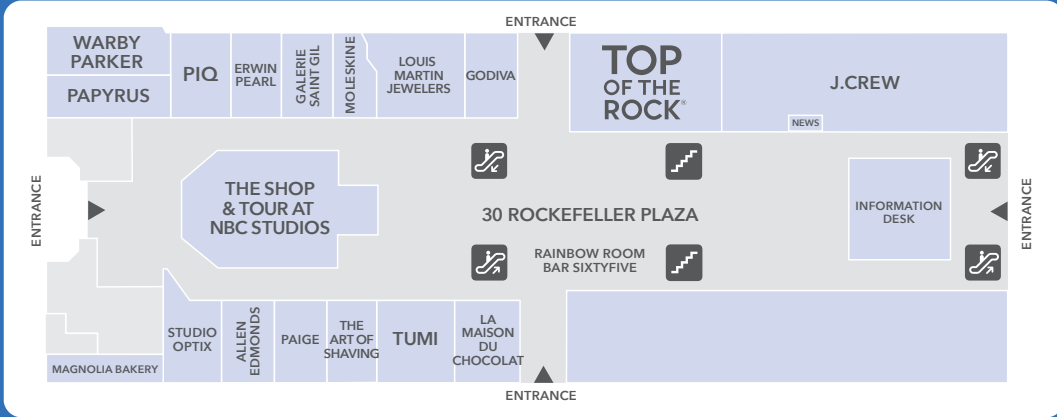 ENTRANCE
WARBY
PARKER
PAPYRUS
PIQ
ERWIN
PEARL
GALERIE
SAINT GIL
MOLESKINE
LOUIS
MARTIN
JEWELERS
GODIVA
TOP
OF THE
ROCK®
J.CREW
NEWS
ENTRANCE
THE SHOP
& TOUR AT
NBC STUDIOS
30 ROCKEFELLER PLAZA
RAINBOW ROOM
BAR SIXTYFIVE
INFORMATION
DESK
ENTRANCE
STUDIO
OPTIX
ALLEN
EDMONDS
PAIGE
THE
ART OF
SHAVING
TUMI
LA
MAISON
DU
CHOCOLAT
MAGNOLIA BAKERY
ENTRANCE